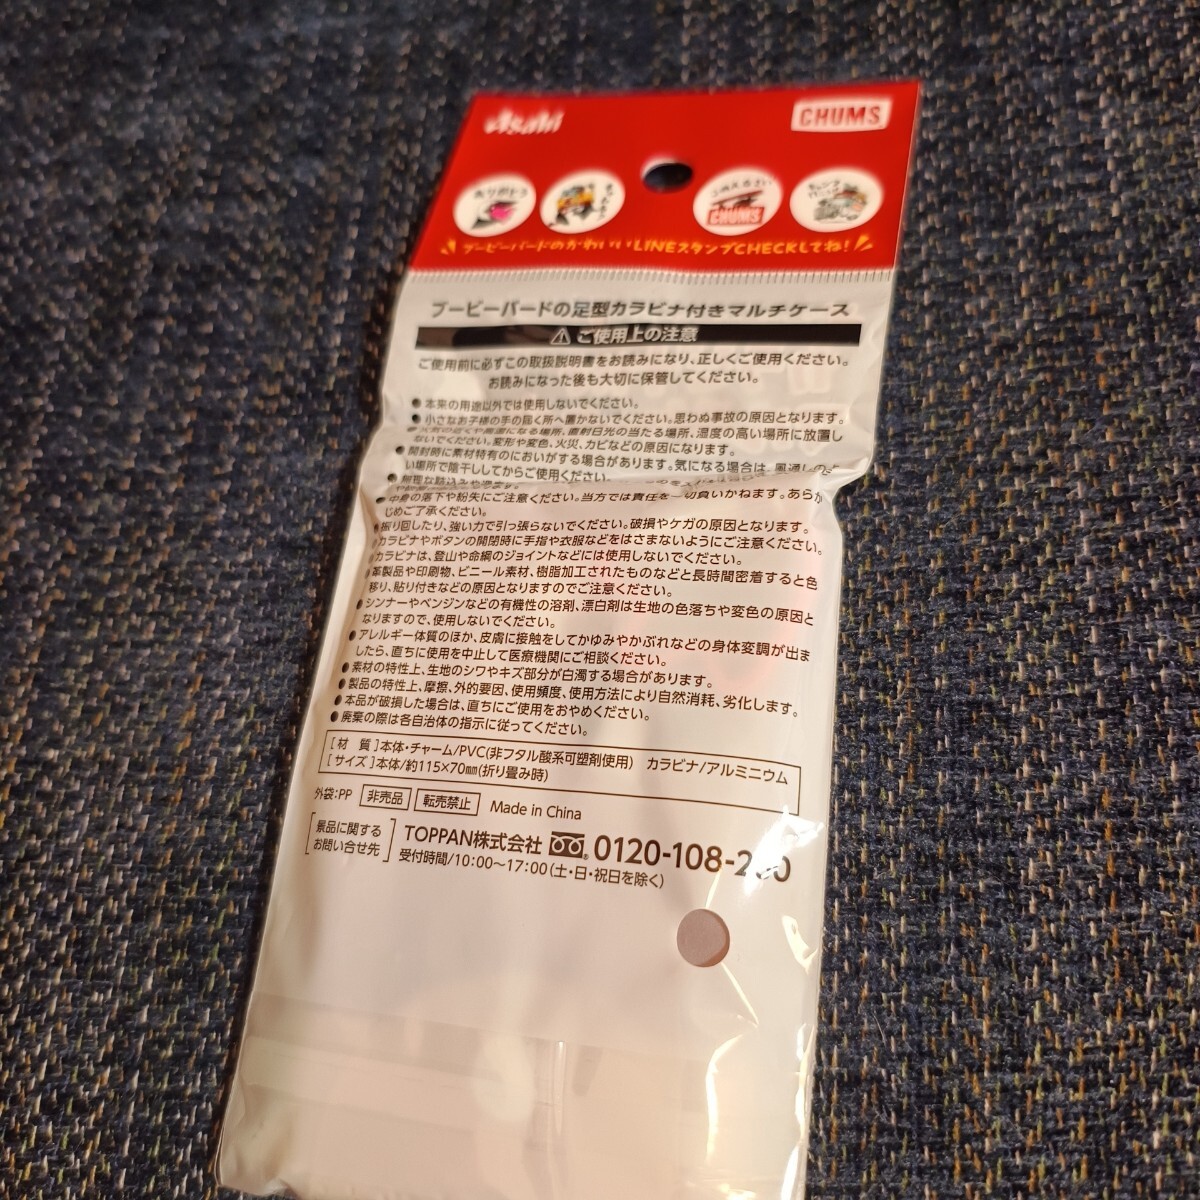 Asahi
CHUMS
ありがとう
CHUMS
ブービーバードのかわいいLINEスタンプCHECKしてね!
ブービーバードの足型カラビナ付きマルチケース
⚠ ご使用上の注意
ご使用前に必ずこの取扱説明書をお読みになり、正しくご使用ください。
お読みになった後も大切に保管してください。
●本来の用途以外では使用しないでください。
●小さなお子様の手の届く所へ置かないでください。思わぬ事故の原因となります。
直射日光の当たる場所、湿度の高い場所に放置し
ないでください。変形や変色、火災、カビなどの原因になります。
●開封時に素材特有のにおいがする場合があります。気になる場合は、風通しのよ
い場所で陰干ししてからご使用ください。
●無理な詰込みや
●中身の落下や紛失にご注意ください。当方では責任を一切負いかねます。あらか
じめご了承ください。
●振り回したり、強い力で引っ張らないでください。破損やケガの原因となります。
●カラビナやボタンの開閉時に手指や衣服などをはさまないようにご注意ください。
●カラビナは、登山や命綱のジョイントなどには使用しないでください。
●革製品や印刷物、ビニール素材、樹脂加工されたものなどと長時間密着すると色
移り、貼り付きなどの原因となりますのでご注意ください。
●シンナーやベンジンなどの有機性の溶剤、漂白剤は生地の色落ちや変色の原因と
なりますので、使用しないでください。
●アレルギー体質のほか、皮膚に接触をしてかゆみやかぶれなどの身体変調が出ま
したら、直ちに使用を中止して医療機関にご相談ください。
●素材の特性上、生地のシワやキズ部分が白濁する場合があります。
●製品の特性上、摩擦、外的要因、使用頻度、使用方法により自然消耗、劣化します。
●本品が破損した場合は、直ちにご使用をおやめください。
●廃棄の際は各自治体の指示に従ってください。
[材 質]本体・チャーム/PVC(非フタル酸系可塑剤使用) カラビナ/アルミニウム
[サイズ]本体/約115×70mm(折り畳み時)
外袋:PP 非売品 転売禁止 Made in China
[景品に関するお問い合せ先] TOPPAN株式会社 0120-108-2
受付時間/10:00〜17:00(土・日・祝日を除く)